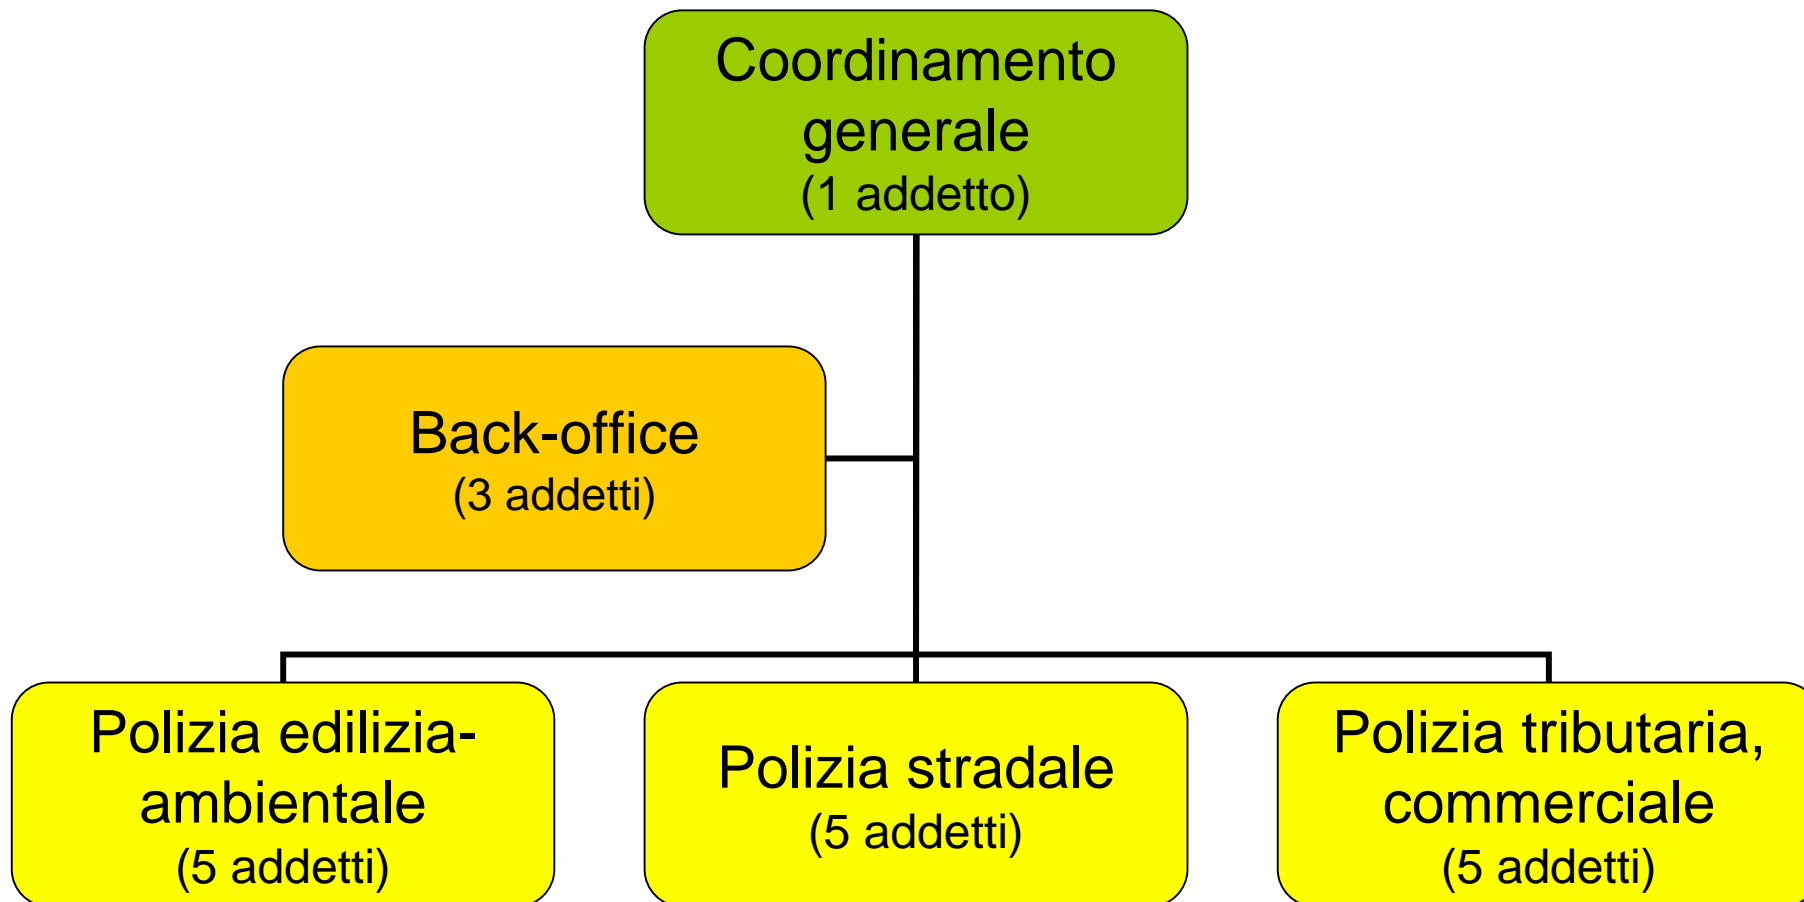 Coordinamento
generale
(1 addetto)
Back-office
(3 addetti)
Polizia edilizia-
ambientale
(5 addetti)
Polizia stradale
(5 addetti)
Polizia tributaria,
commerciale
(5 addetti)